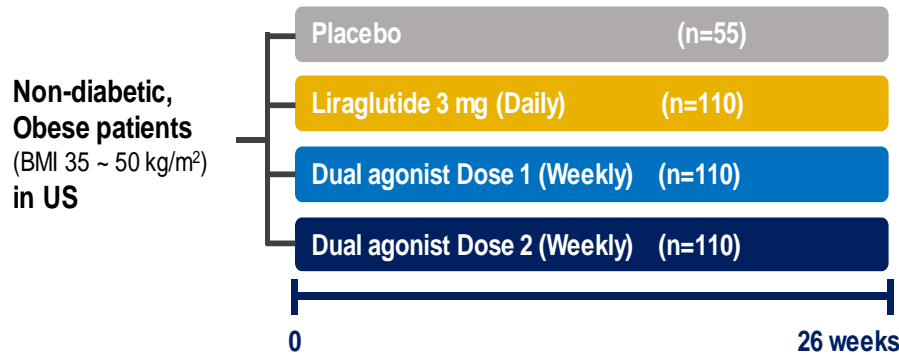 Non-diabetic,
Obese patients
(BMI 35 ~ 50 kg/m²)
in US
Placebo (n=55)
Liraglutide 3 mg (Daily) (n=110)
Dual agonist Dose 1 (Weekly) (n=110)
Dual agonist Dose 2 (Weekly) (n=110)
0 26 weeks